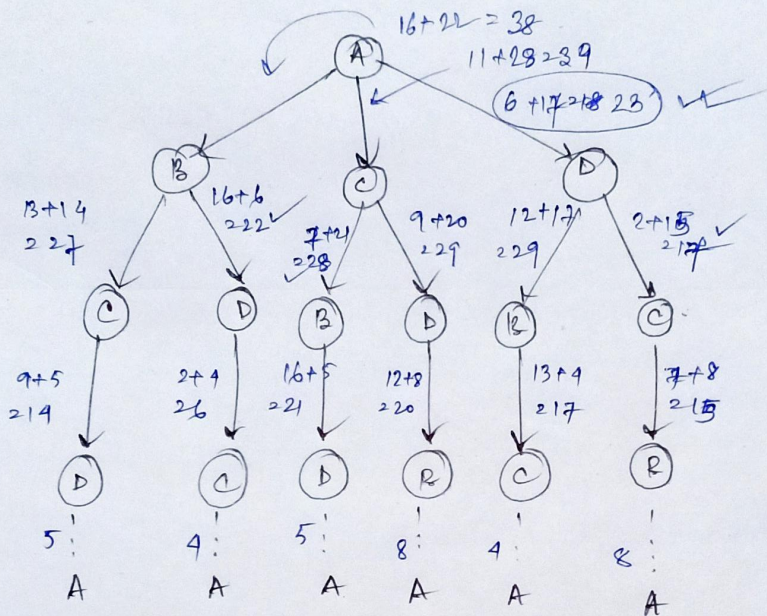 16+22 = 38
A
11+28=39
6 +17=18 23
B
C
D
13+14
=27
16+6
=22
7+21
=28
9+20
=29
12+17
=29
2+15
=17
C
D
B
D
B
C
9+5
=14
2+4
=6
16+5
=21
12+8
=20
13+4
=17
7+8
=15
D
C
D
B
C
B
5
4
5
8
4
8
A
A
A
A
A
A